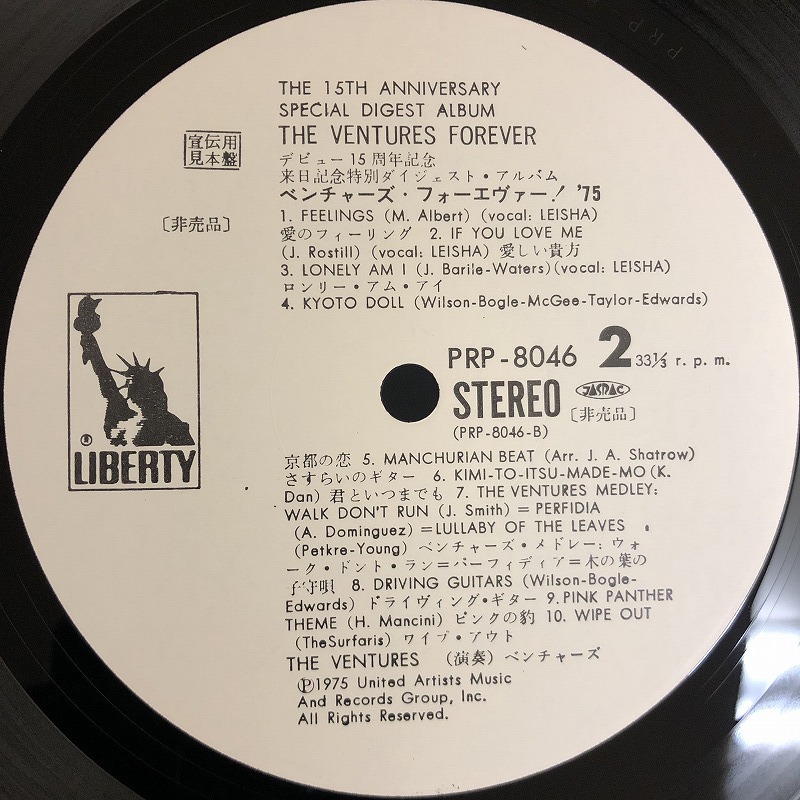 THE 15TH ANNIVERSARY
SPECIAL DIGEST ALBUM
THE VENTURES FOREVER
宣伝用
見本盤
デビュー15周年記念
来日記念特別ダイジェスト・アルバム
ベンチャーズ・フォーエヴァー! '75
〔非売品〕
1. FEELINGS (M. Albert) (vocal: LEISHA)
愛のフィーリング 2. IF YOU LOVE ME
(J. Rostill) (vocal: LEISHA) 愛しい貴方
3. LONELY AM I (J. Barile-Waters)(vocal: LEISHA)
ロンリー・アム・アイ
4. KYOTO DOLL (Wilson-Bogle-McGee-Taylor-Edwards)
LIBERTY
PRP-8046 2 33⅓ r. p. m.
STEREO JASRAC
〔非売品〕
(PRP-8046-B)
京都の恋 5. MANCHURIAN BEAT (Arr. J. A. Shatrow)
さすらいのギター 6. KIMI-TO-ITSU-MADE-MO (K.
Dan) 君といつまでも 7. THE VENTURES MEDLEY:
WALK DON'T RUN (J. Smith) = PERFIDIA
(A. Dominguez) =LULLABY OF THE LEAVES
(Petkre-Young) ベンチャーズ・メドレー: ウォ
ーク・ドント・ラン=パーフィディア=木の葉の
子守唄 8. DRIVING GUITARS (Wilson-Bogle-
Edwards) ドライヴィング・ギター 9.PINK PANTHER
THEME (H. Mancini) ピンクの豹 10. WIPE OUT
(TheSurfaris) ワイプ・アウト
THE VENTURES (演奏) ベンチャーズ
Ⓟ1975 United Artists Music
And Records Group, Inc.
All Rights Reserved.